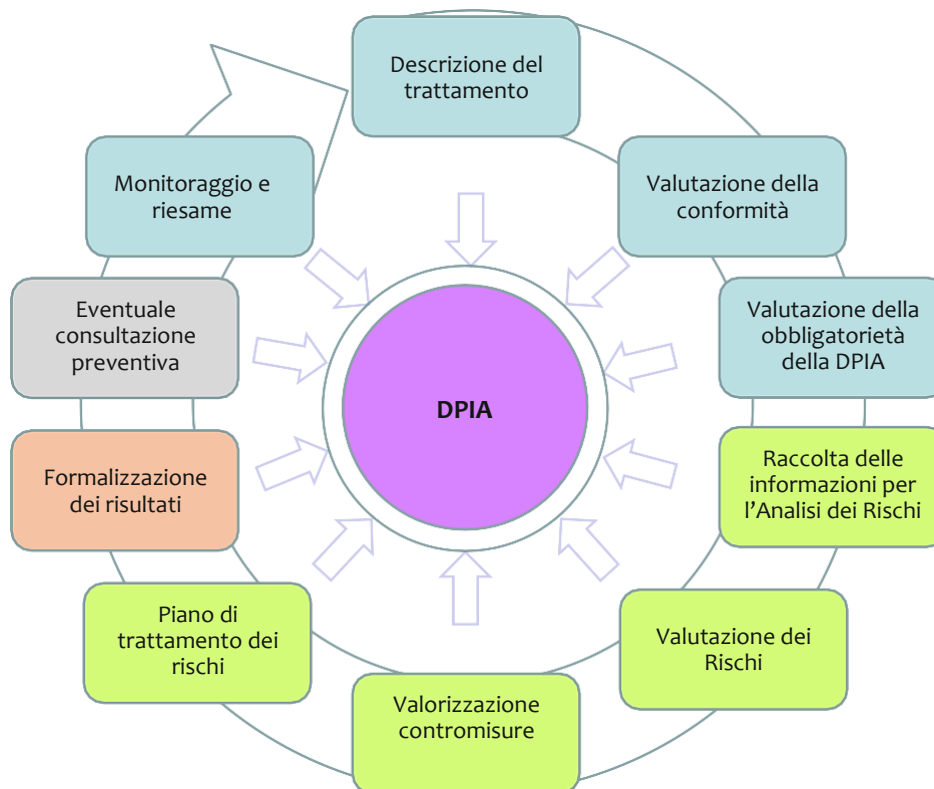 Descrizione del
trattamento
Valutazione della
conformità
Valutazione della
obbligatorietà
della DPIA
Raccolta delle
informazioni per
l'Analisi dei Rischi
Valutazione dei
Rischi
Valorizzazione
contromisure
Piano di
trattamento dei
rischi
Formalizzazione
dei risultati
Eventuale
consultazione
preventiva
Monitoraggio e
riesame
DPIA